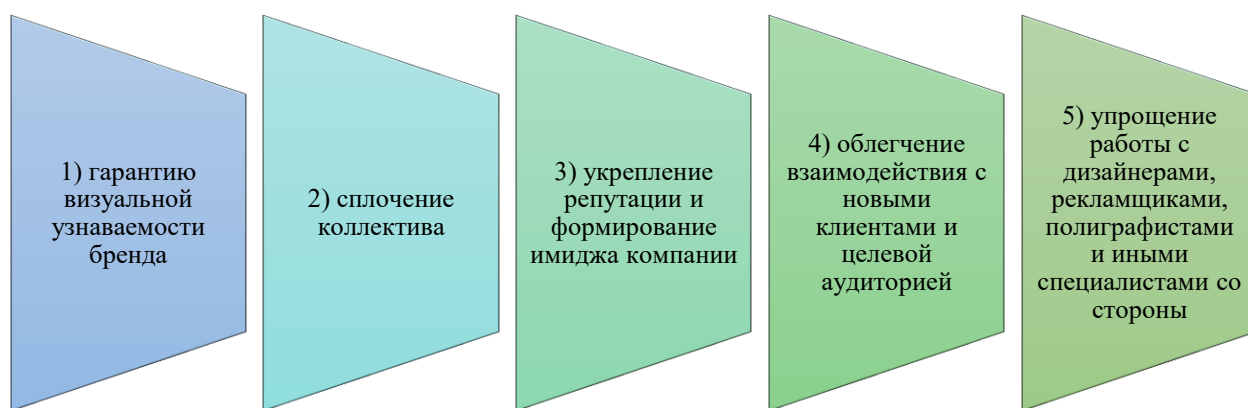 1) гарантию
визуальной
узнаваемости
бренда
2) сплочение
коллектива
3) укрепление
репутации и
формирование
имиджа компании
4) облегчение
взаимодействия с
новыми
клиентами и
целевой
аудиторией
5) упрощение
работы с
дизайнерами,
рекламщиками,
полиграфистами
и иными
специалистами со
стороны